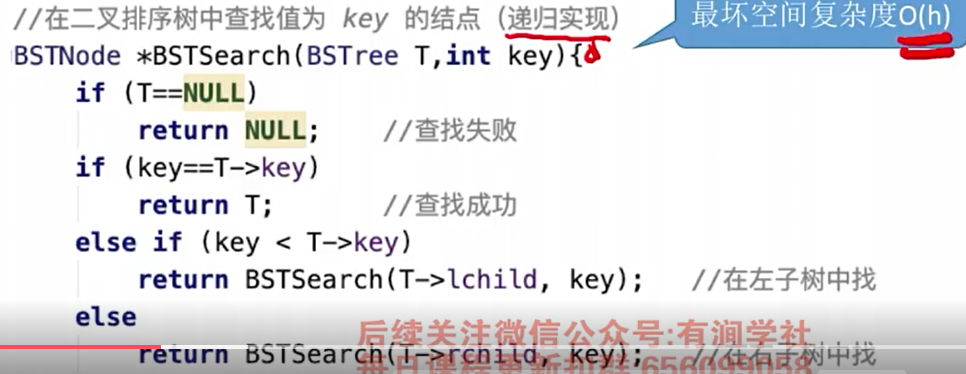 //在二叉排序树中查找值为 key 的结点（递归实现）
最坏空间复杂度O(h)
BSTNode *BSTSearch(BSTree T,int key){
if (T==NULL)
return NULL; //查找失败
if (key==T->key)
return T; //查找成功
else if (key < T->key)
return BSTSearch(T->lchild, key); //在左子树中找
else
后续关注微信公众号:有涧学社
return BSTSearch(T->rchild, key); //在右子树中找
656099058